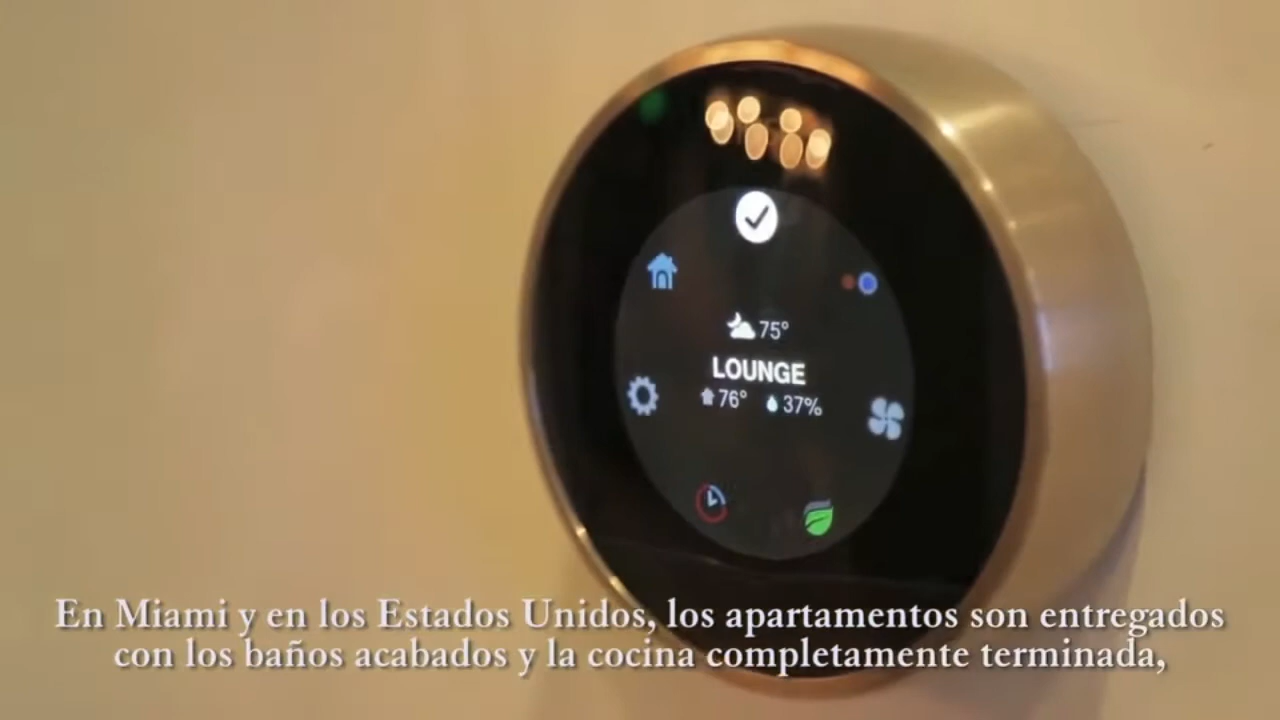 75°
LOUNGE
76° 37%
En Miami y en los Estados Unidos, los apartamentos son entregados
con los baños acabados y la cocina completamente terminada,